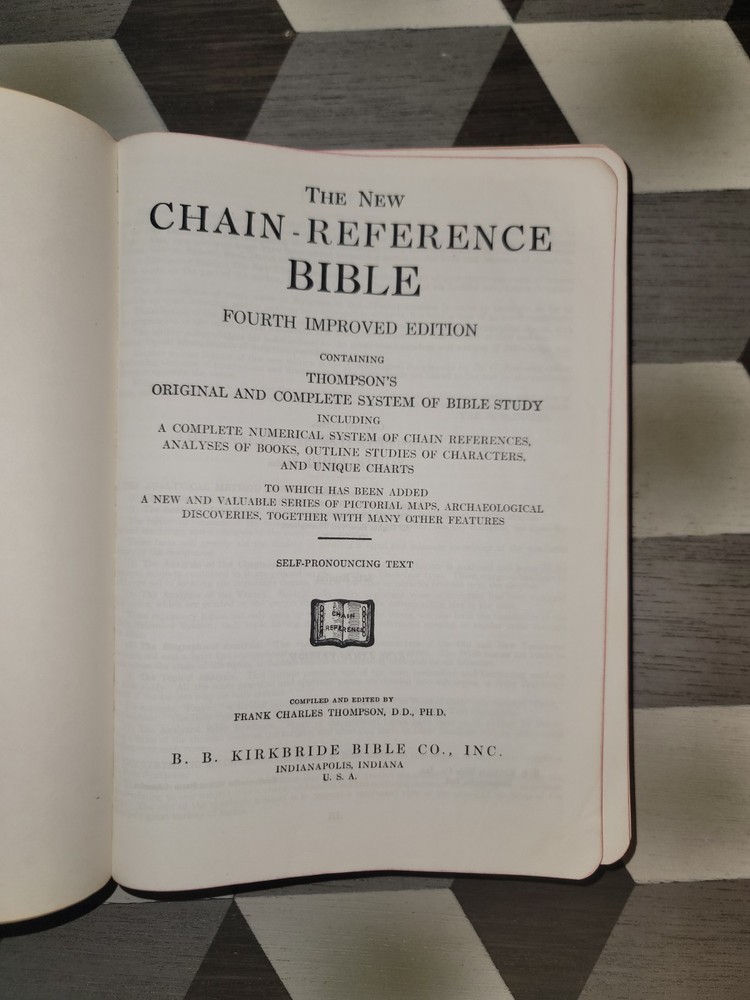 THE NEW
CHAIN-REFERENCE
BIBLE
FOURTH IMPROVED EDITION
CONTAINING
THOMPSON'S
ORIGINAL AND COMPLETE SYSTEM OF BIBLE STUDY
INCLUDING
A COMPLETE NUMERICAL SYSTEM OF CHAIN REFERENCES,
ANALYSES OF BOOKS, OUTLINE STUDIES OF CHARACTERS,
AND UNIQUE CHARTS
TO WHICH HAS BEEN ADDED
A NEW AND VALUABLE SERIES OF PICTORIAL MAPS, ARCHAEOLOGICAL
DISCOVERIES, TOGETHER WITH MANY OTHER FEATURES
SELF-PRONOUNCING TEXT
CHAIN
REFERENCE
COMPILED AND EDITED BY
FRANK CHARLES THOMPSON, D.D., PH.D.
B. B. KIRKBRIDE BIBLE CO., INC.
INDIANAPOLIS, INDIANA
U. S. A.